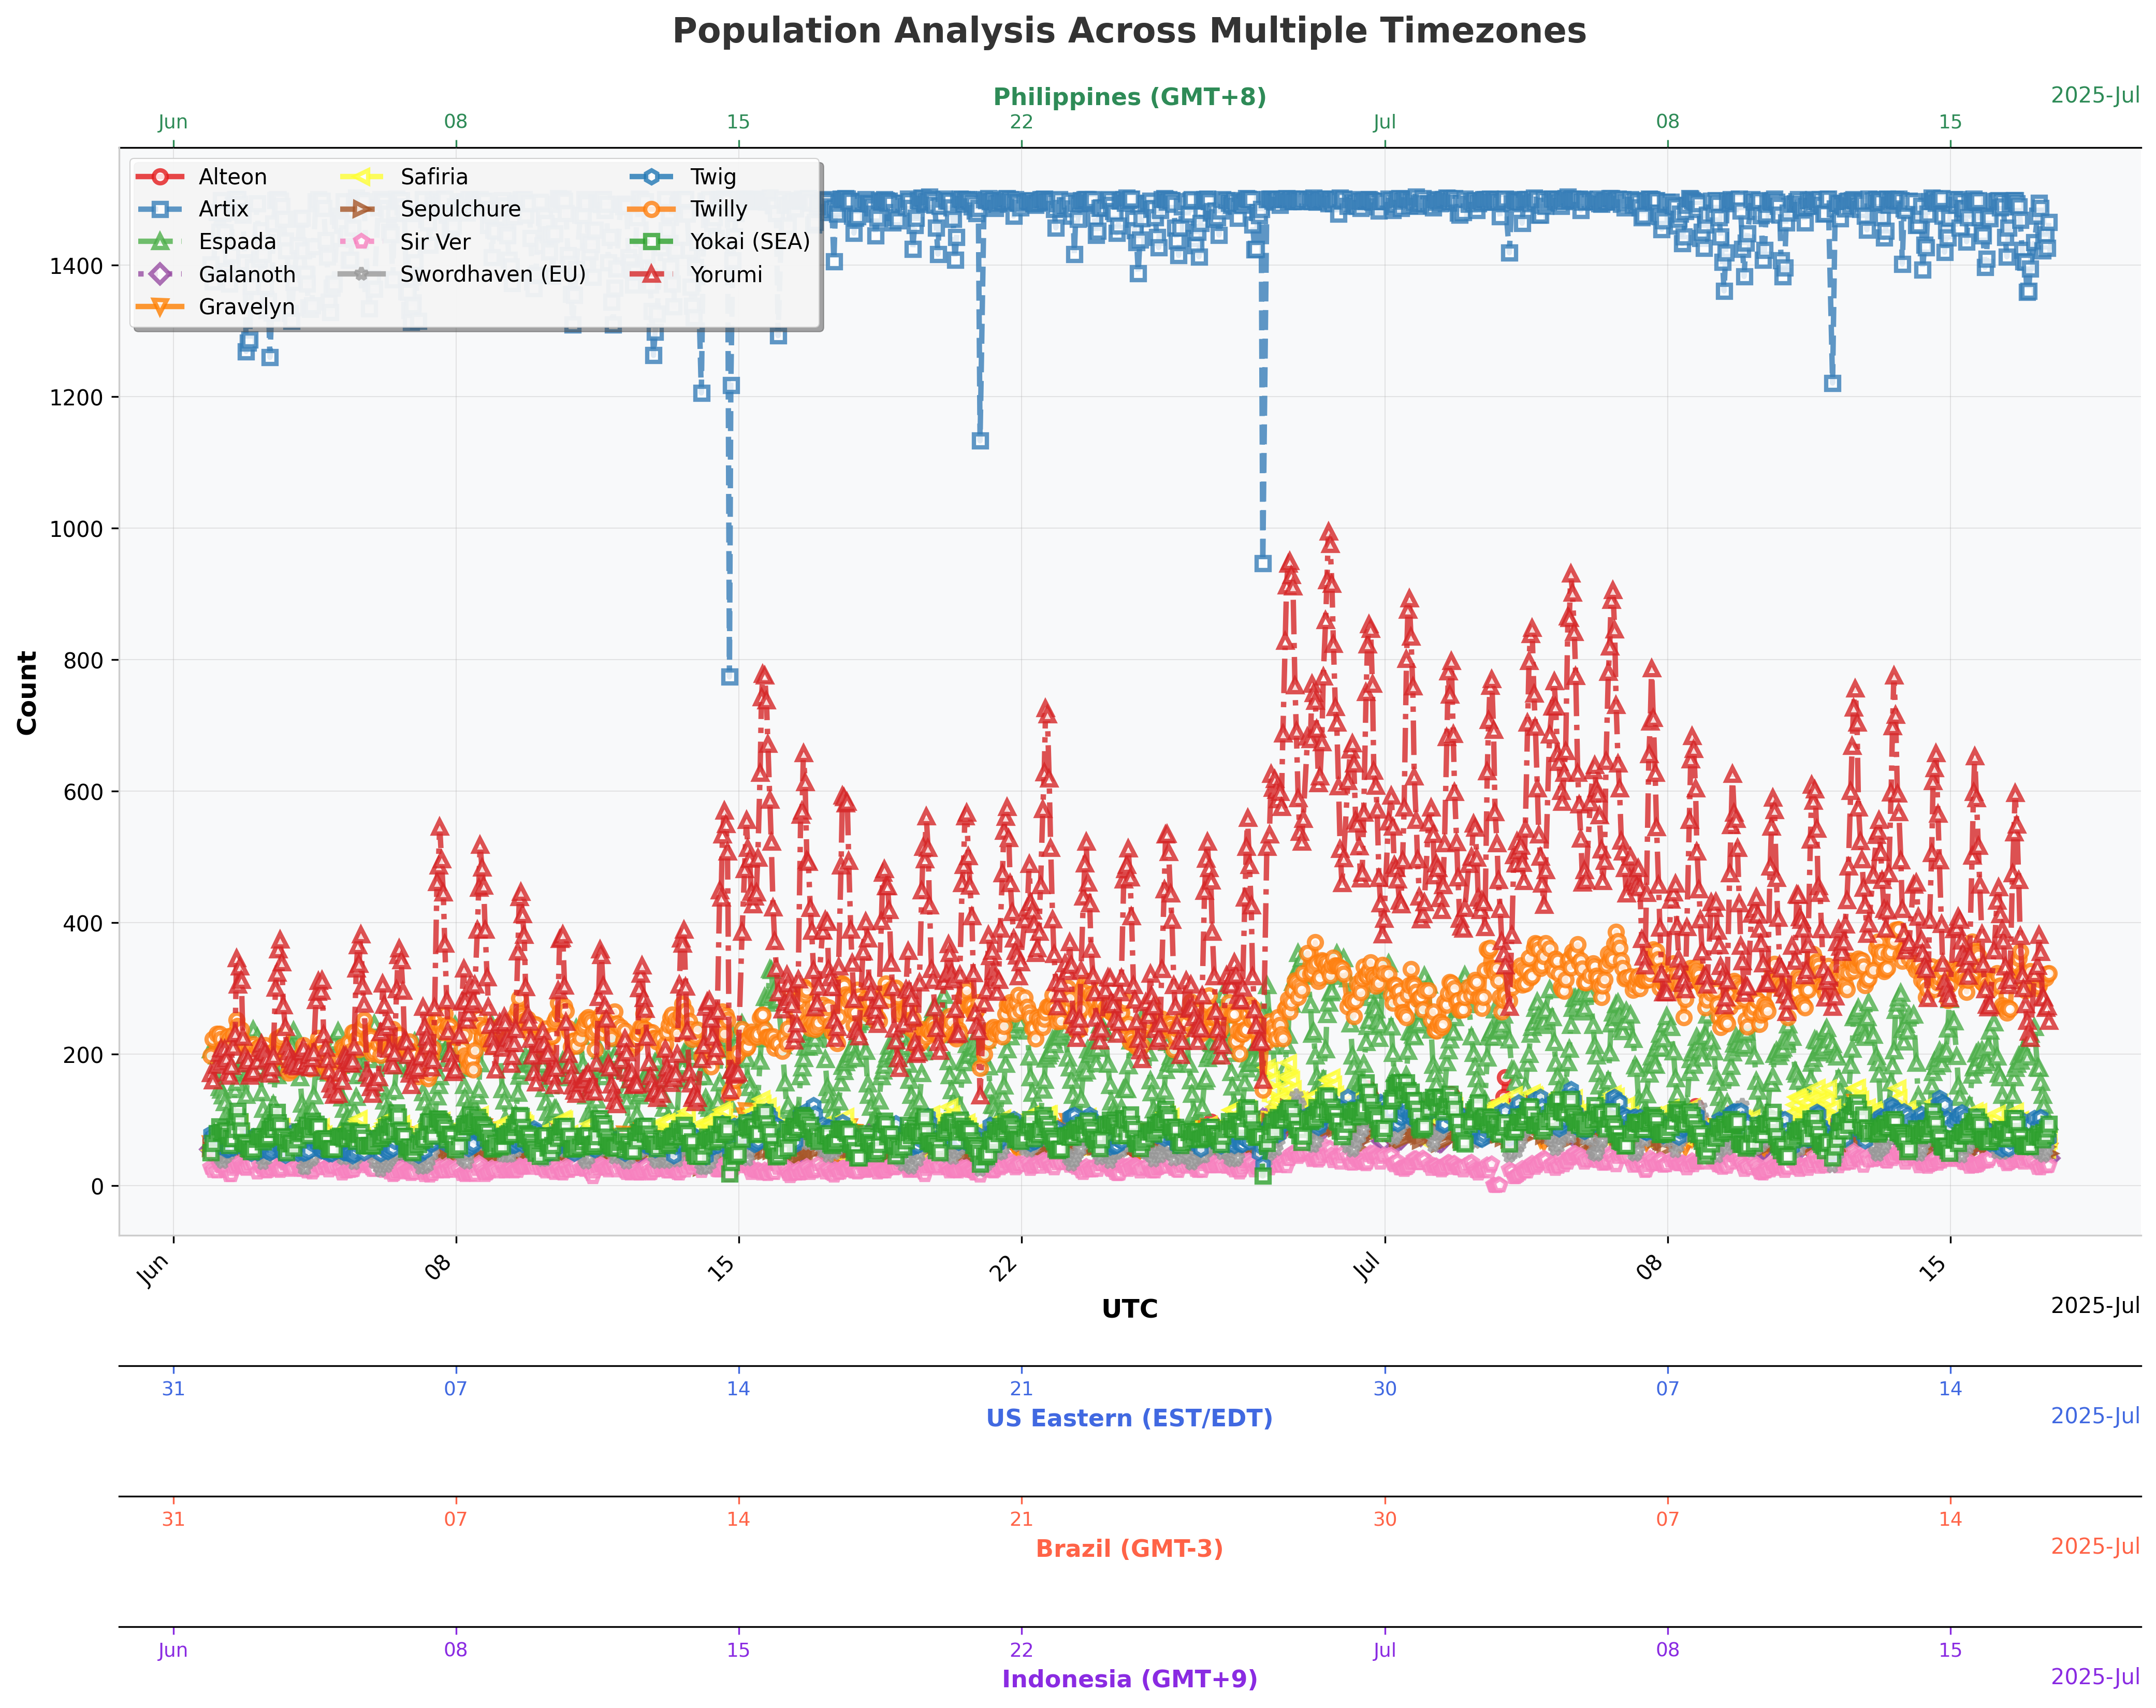 Population Analysis Across Multiple Timezones
Philippines (GMT+8)
2025-Jul
Jun 08 15 22 Jul 08 15
Alteon Safiria Twig
Artix Sepulchure Twilly
Espada Sir Ver Yokai (SEA)
Galanoth Swordhaven (EU) Yorumi
Gravelyn
Count
1400
1200
1000
800
600
400
200
0
Jun 08 15 22 Jul 08 15
UTC
2025-Jul
31 07 14 21 30 07 14
US Eastern (EST/EDT)
2025-Jul
31 07 14 21 30 07 14
Brazil (GMT-3)
2025-Jul
Jun 08 15 22 Jul 08 15
Indonesia (GMT+9)
2025-Jul